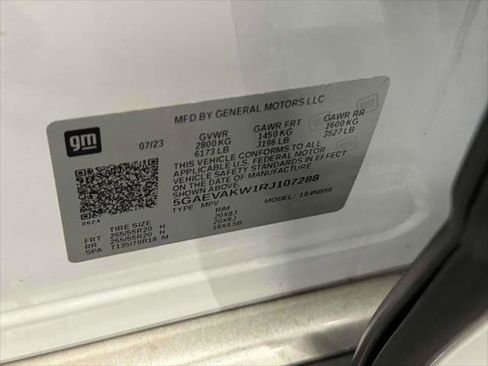 MFD BY GENERAL MOTORS LLC
gm
07/23
GVWR GAWR FRT GAWR RR
2800 KG 1450 KG 1600 KG
6173 LB 3196 LB 3527 LB
THIS VEHICLE CONFORMS TO ALL
APPLICABLE U.S. FEDERAL MOTOR
VEHICLE SAFETY STANDARDS IN EFFECT
ON THE DATE OF MANUFACTURE
SHOWN ABOVE
5GAEVAKW1RJ107288
TYPE: MPV MODEL: 184NB56
8624
TIRE SIZE RIM
FRT 255/55R20 H 20X8J
RR 255/55R20 H 20X8J
SPA T135/70R18 M 18X4.5B